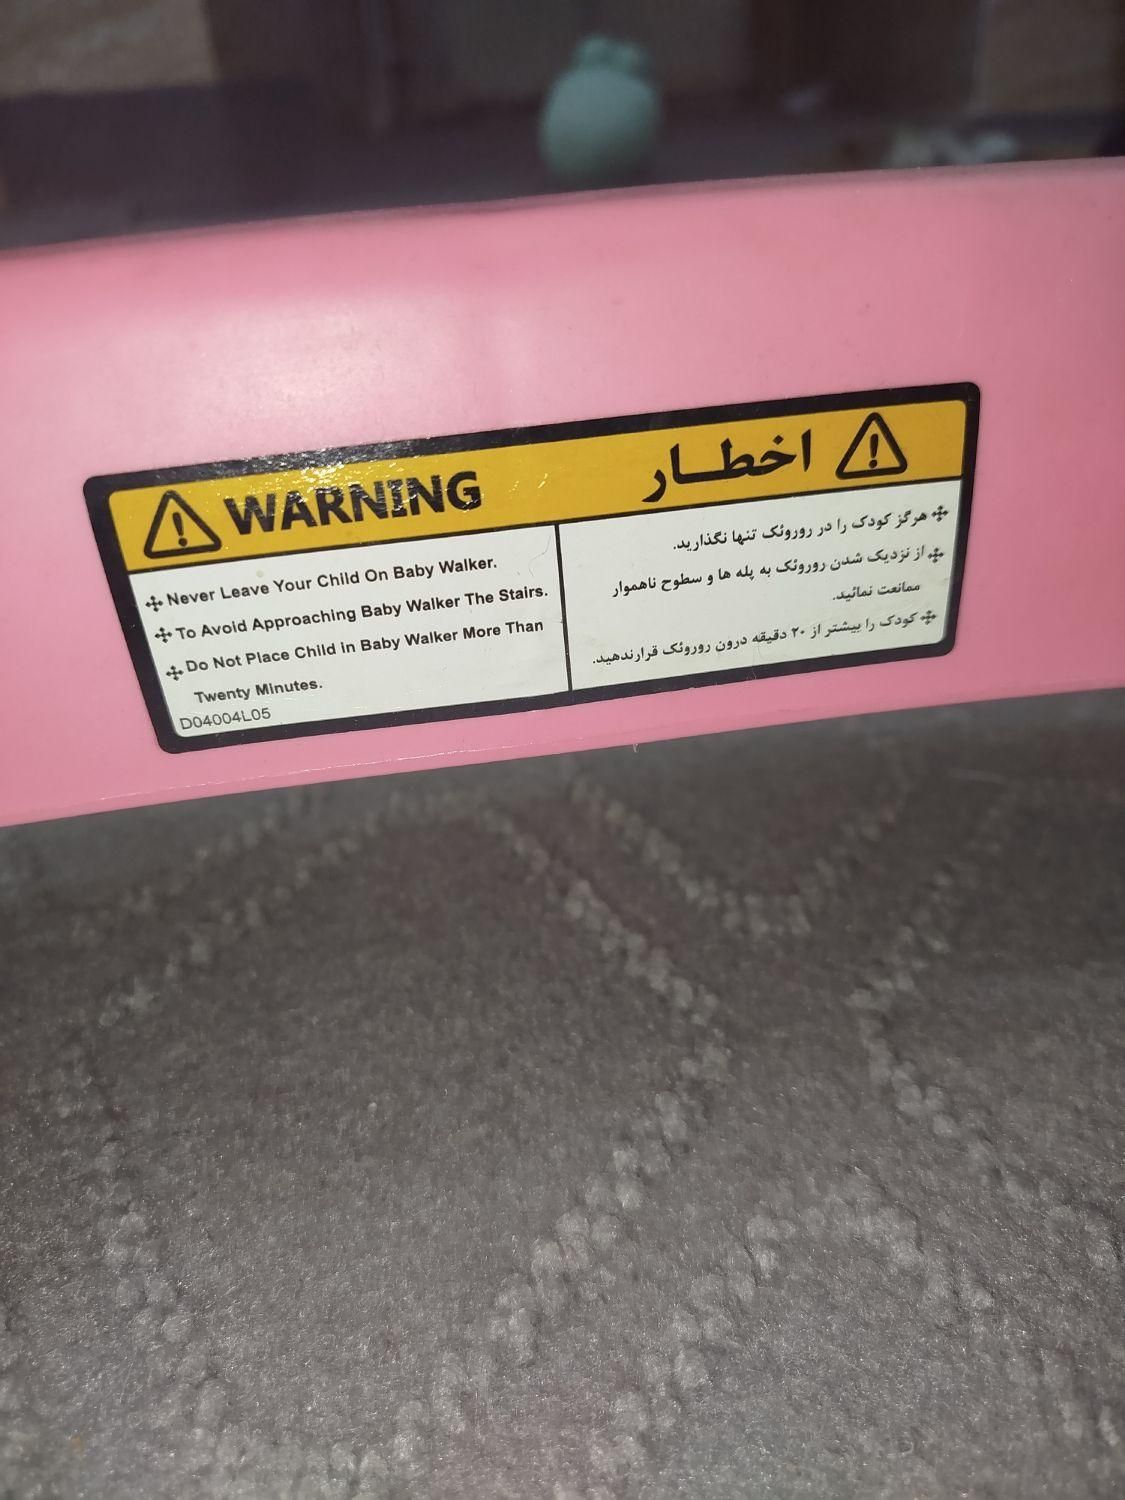 WARNING
Never Leave Your Child On Baby Walker.
To Avoid Approaching Baby Walker The Stairs.
Do Not Place Child in Baby Walker More Than
Twenty Minutes.
D04004L05
اخطار
هرگز کودک را در روروئک تنها نگذارید.
از نزدیک شدن روروئک به پله ها و سطوح ناهموار
ممانعت نمائید.
کودک را بیشتر از ۲۰ دقیقه درون روروئک قرارندهید.